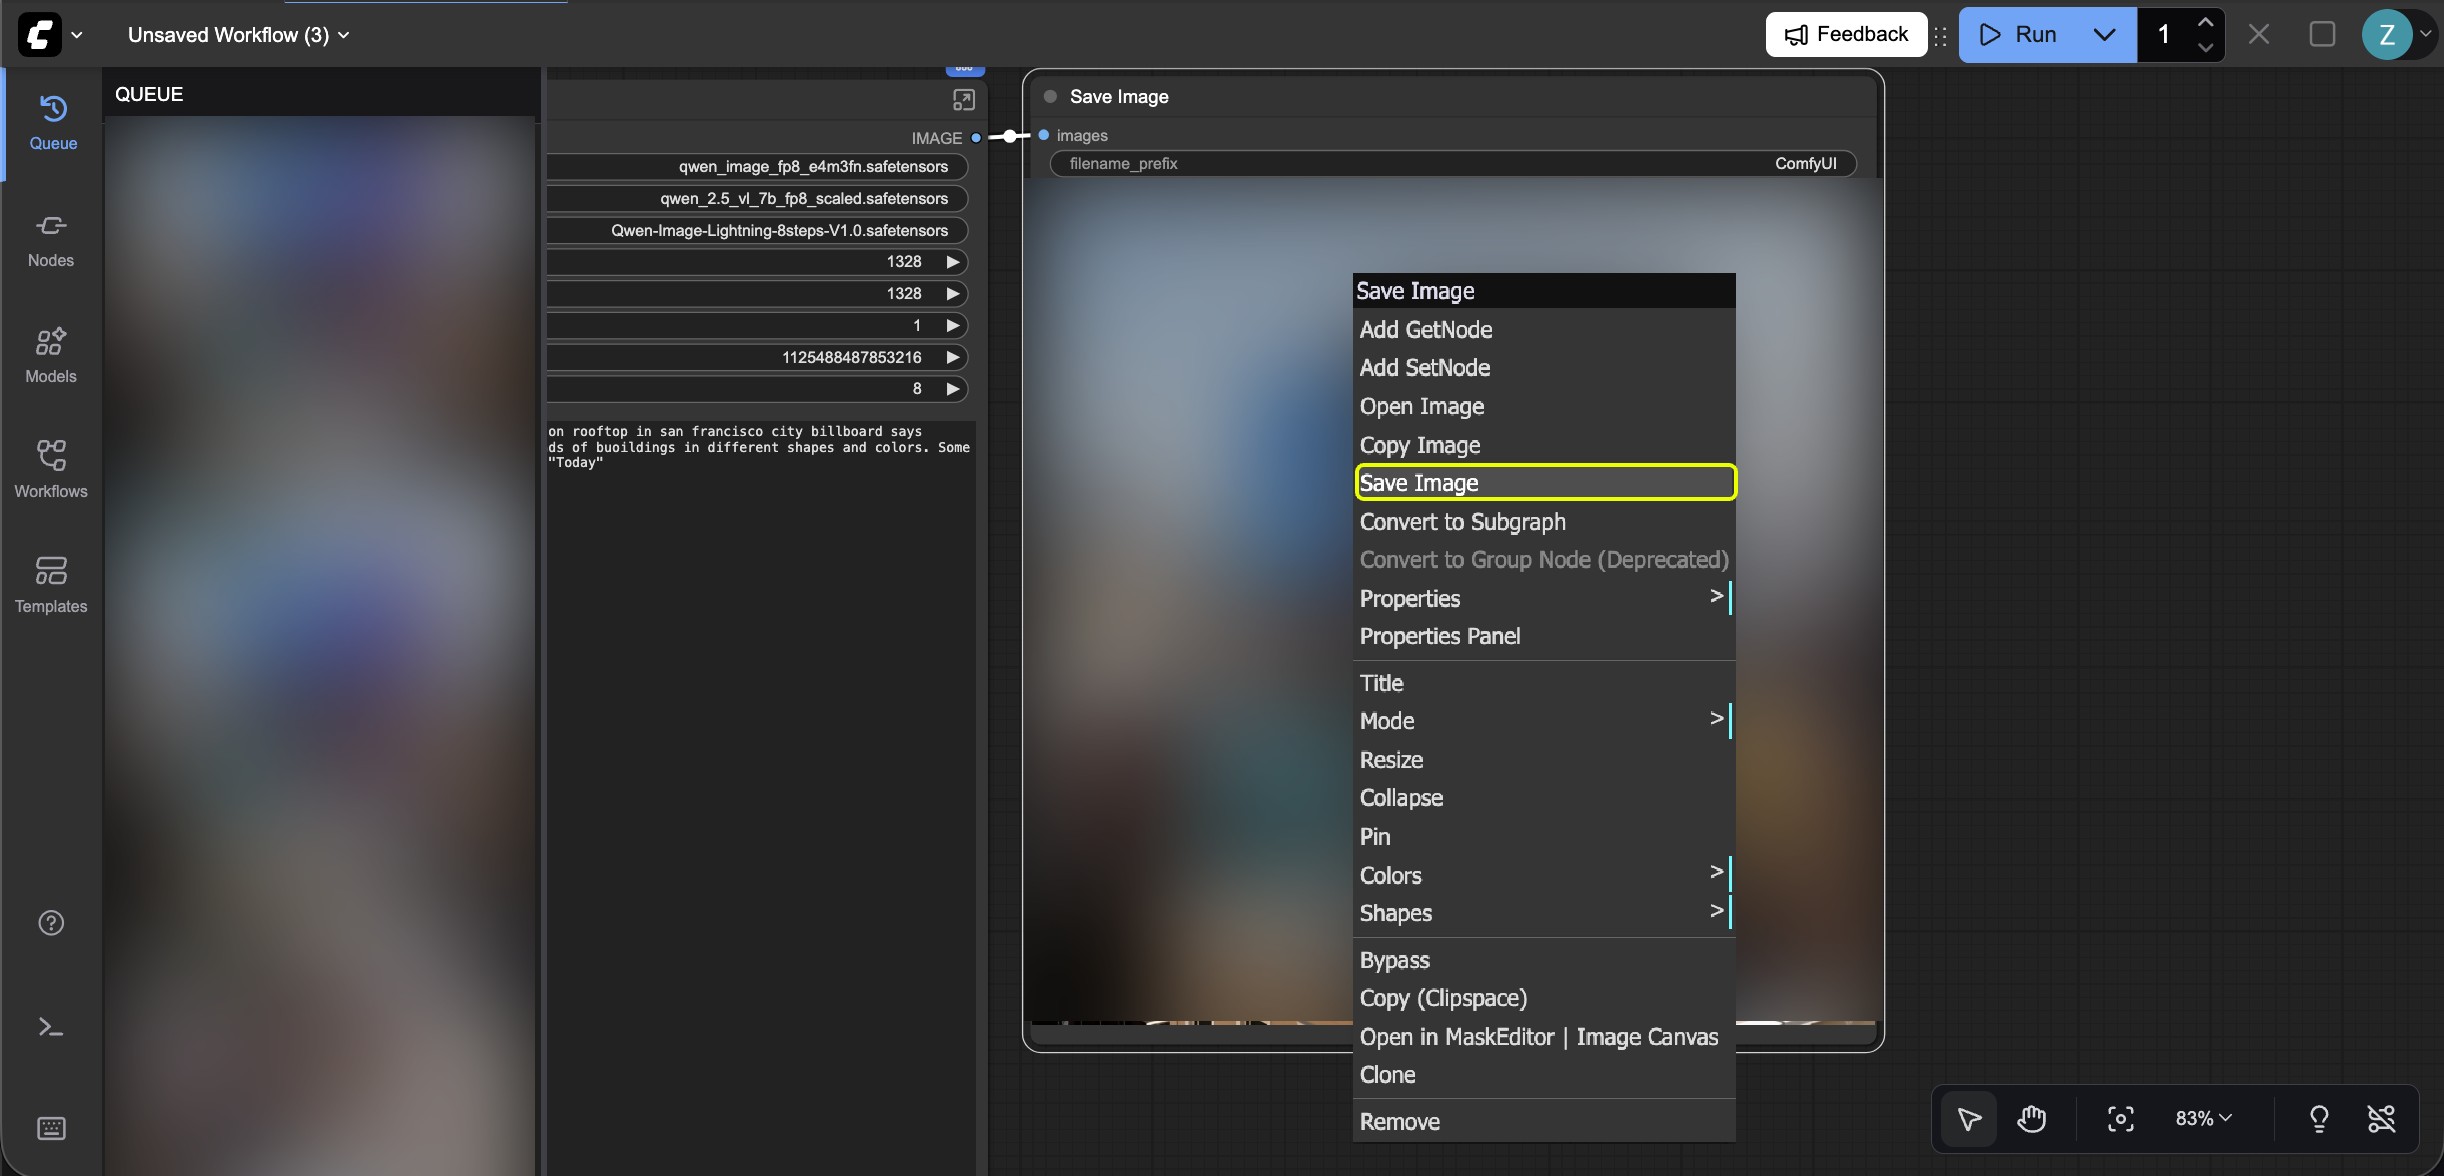 Unsaved Workflow (3)
Feedback
Run
1
Z
QUEUE
Queue
Nodes
Models
Workflows
Templates
IMAGE
qwen_image_fp8_e4m3fn.safetensors
qwen_2.5_vl_7b_fp8_scaled.safetensors
Qwen-Image-Lightning-8steps-V1.0.safetensors
1328
1328
1
1125488487853216
8
on rooftop in san francisco city billboard says
ds of buoildings in different shapes and colors. Some
"Today"
Save Image
images
filename_prefix ComfyUI
Save Image
Add GetNode
Add SetNode
Open Image
Copy Image
Save Image
Convert to Subgraph
Convert to Group Node (Deprecated)
Properties >
Properties Panel
Title
Mode >
Resize
Collapse
Pin
Colors >
Shapes >
Bypass
Copy (Clipspace)
Open in MaskEditor | Image Canvas
Clone
Remove
83%